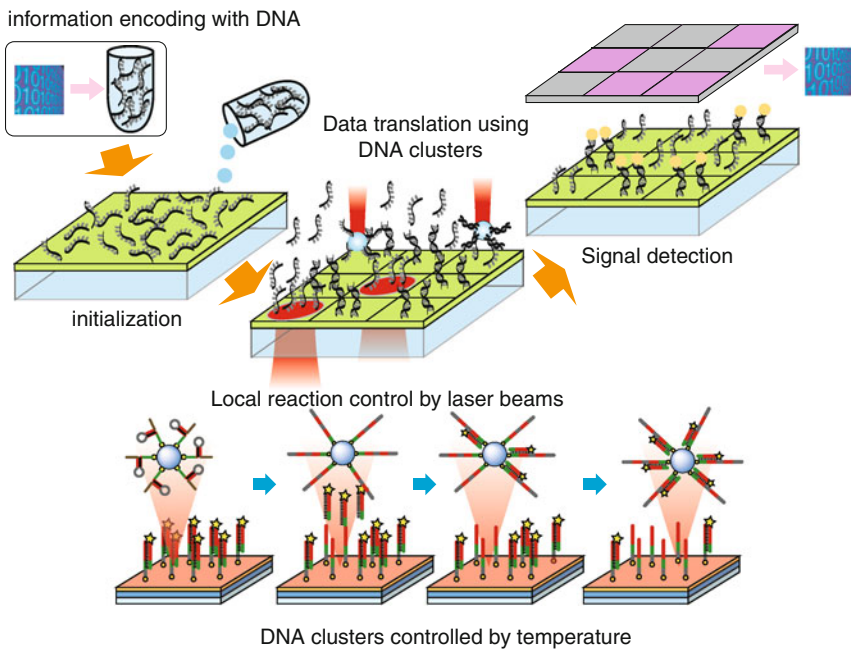 information encoding with DNA
Data translation using
DNA clusters
Signal detection
initialization
Local reaction control by laser beams
DNA clusters controlled by temperature